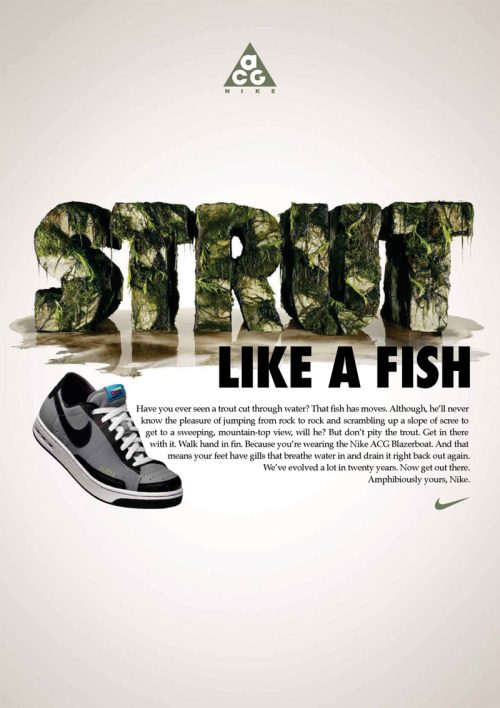 aCG
NIKE
STRUT
LIKE A FISH
Have you ever seen a trout cut through water? That fish has moves. Although, he'll never
know the pleasure of jumping from rock to rock and scrambling up a slope of scree to
get to a sweeping, mountain-top view, will he? But don't pity the trout. Get in there
with it. Walk hand in fin. Because you're wearing the Nike ACG Blazerboat. And that
means your feet have gills that breathe water in and drain it right back out again.
We've evolved a lot in twenty years. Now get out there.
Amphibiously yours, Nike.